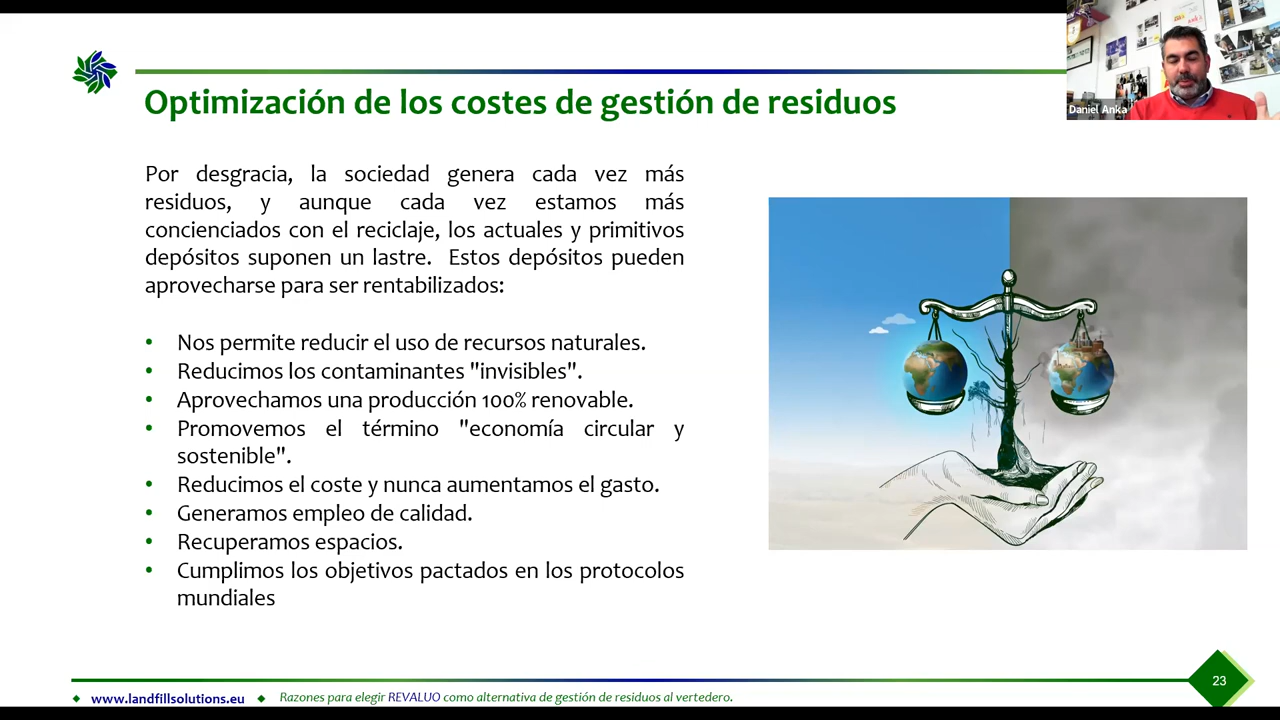 Optimización de los costes de gestión de residuos
Daniel Anka
Por desgracia, la sociedad genera cada vez más
residuos, y aunque cada vez estamos más
concienciados con el reciclaje, los actuales y primitivos
depósitos suponen un lastre. Estos depósitos pueden
aprovecharse para ser rentabilizados:
• Nos permite reducir el uso de recursos naturales.
• Reducimos los contaminantes "invisibles".
• Aprovechamos una producción 100% renovable.
• Promovemos el término "economía circular y
sostenible".
• Reducimos el coste y nunca aumentamos el gasto.
• Generamos empleo de calidad.
• Recuperamos espacios.
• Cumplimos los objetivos pactados en los protocolos
mundiales
www.landfillsolutions.eu
Razones para elegir REVALUO como alternativa de gestión de residuos al vertedero.
23